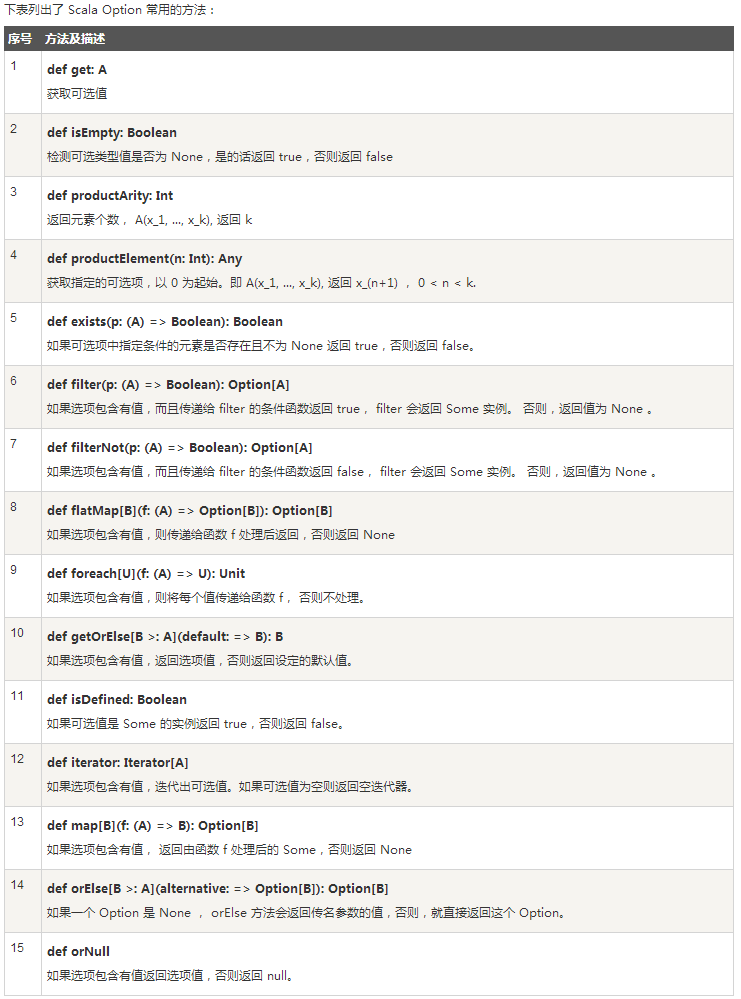 下表列出了 Scala Option 常用的方法：
序号 方法及描述
1 def get: A
获取可选值
2 def isEmpty: Boolean
检测可选类型值是否为 None，是的话返回 true，否则返回 false
3 def productArity: Int
返回元素个数， A(x_1, ..., x_k), 返回 k
4 def productElement(n: Int): Any
获取指定的可选项，以 0 为起始。即 A(x_1, ..., x_k), 返回 x_(n+1) ， 0 < n < k.
5 def exists(p: (A) => Boolean): Boolean
如果可选项中指定条件的元素是否存在且不为 None 返回 true，否则返回 false。
6 def filter(p: (A) => Boolean): Option[A]
如果选项包含有值，而且传递给 filter 的条件函数返回 true， filter 会返回 Some 实例。 否则，返回值为 None 。
7 def filterNot(p: (A) => Boolean): Option[A]
如果选项包含有值，而且传递给 filter 的条件函数返回 false， filter 会返回 Some 实例。 否则，返回值为 None 。
8 def flatMap[B](f: (A) => Option[B]): Option[B]
如果选项包含有值，则传递给函数 f 处理后返回，否则返回 None
9 def foreach[U](f: (A) => U): Unit
如果选项包含有值，则将每个值传递给函数 f， 否则不处理。
10 def getOrElse[B >: A](default: => B): B
如果选项包含有值，返回选项值，否则返回设定的默认值。
11 def isDefined: Boolean
如果可选值是 Some 的实例返回 true，否则返回 false。
12 def iterator: Iterator[A]
如果选项包含有值，迭代出可选值。如果可选值为空则返回空迭代器。
13 def map[B](f: (A) => B): Option[B]
如果选项包含有值， 返回由函数 f 处理后的 Some，否则返回 None
14 def orElse[B >: A](alternative: => Option[B]): Option[B]
如果一个 Option 是 None ， orElse 方法会返回传名参数的值，否则，就直接返回这个 Option。
15 def orNull
如果选项包含有值返回选项值，否则返回 null。